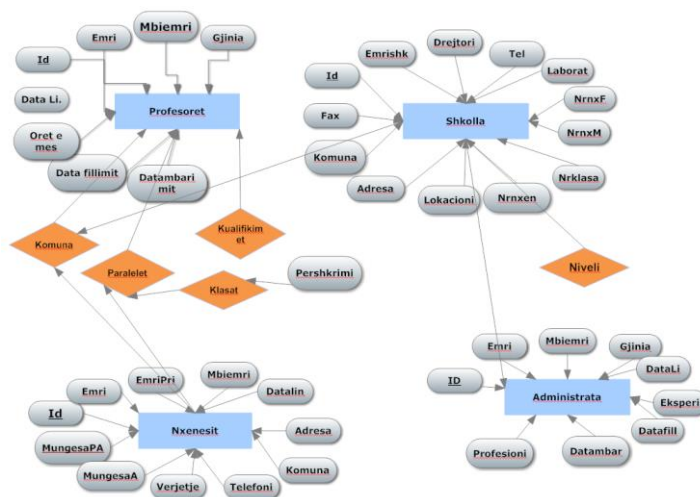 Emri
Mbiemri
Gjinia
Id
Data Li.
Profesoret
Oret e
mes
Data fillimit
Datambari
mit
Emrishk
Drejtori
Tel
Laborat
Id
NrnxF
Fax
Shkolla
NrnxM
Komuna
Nrklasa
Adresa
Lokacioni
Nrnxen
Komuna
Paralelet
Kualifikim
et
Klasat
Pershkrimi
Niveli
Emri
EmriPri
Mbiemri
Datalin
Id
Nxenesit
Adresa
MungesaPA
MungesaA
Verjetje
Telefoni
Komuna
Emri
Mbiemri
Gjinia
DataLi
ID
Administrata
Eksperi
Datafill
Profesioni
Datambar